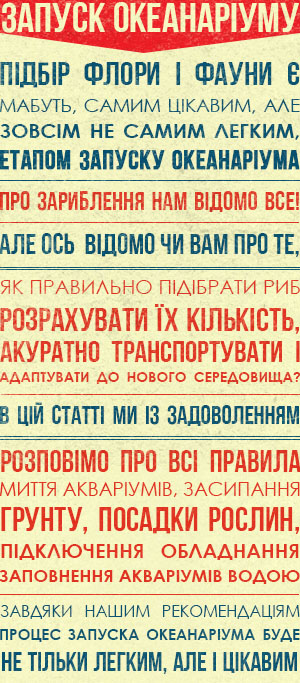 ЗАПУСК ОКЕАНАРІУМУ
ПІДБІР ФЛОРИ І ФАУНИ Є
МАБУТЬ, САМИМ ЦІКАВИМ, АЛЕ
ЗОВСІМ НЕ САМИМ ЛЕГКИМ,
ЕТАПОМ ЗАПУСКУ ОКЕАНАРІУМА
ПРО ЗАРИБЛЕННЯ НАМ ВІДОМО ВСЕ!
АЛЕ ОСЬ ВІДОМО ЧИ ВАМ ПРО ТЕ,
ЯК ПРАВИЛЬНО ПІДІБРАТИ РИБ
РОЗРАХУВАТИ ЇХ КІЛЬКІСТЬ,
АКУРАТНО ТРАНСПОРТУВАТИ І
АДАПТУВАТИ ДО НОВОГО СЕРЕДОВИЩА?
В ЦІЙ СТАТТІ МИ ІЗ ЗАДОВОЛЕННЯМ
РОЗПОВІМО ПРО ВСІ ПРАВИЛА
МИТТЯ АКВАРІУМІВ, ЗАСИПАННЯ
ГРУНТУ, ПОСАДКИ РОСЛИН,
ПІДКЛЮЧЕННЯ ОБЛАДНАННЯ
ЗАПОВНЕННЯ АКВАРІУМІВ ВОДОЮ
ЗАВДЯКИ НАШИМ РЕКОМЕНДАЦІЯМ
ПРОЦЕС ЗАПУСКА ОКЕАНАРІУМА БУДЕ
НЕ ТІЛЬКИ ЛЕГКИМ, АЛЕ І ЦІКАВИМ